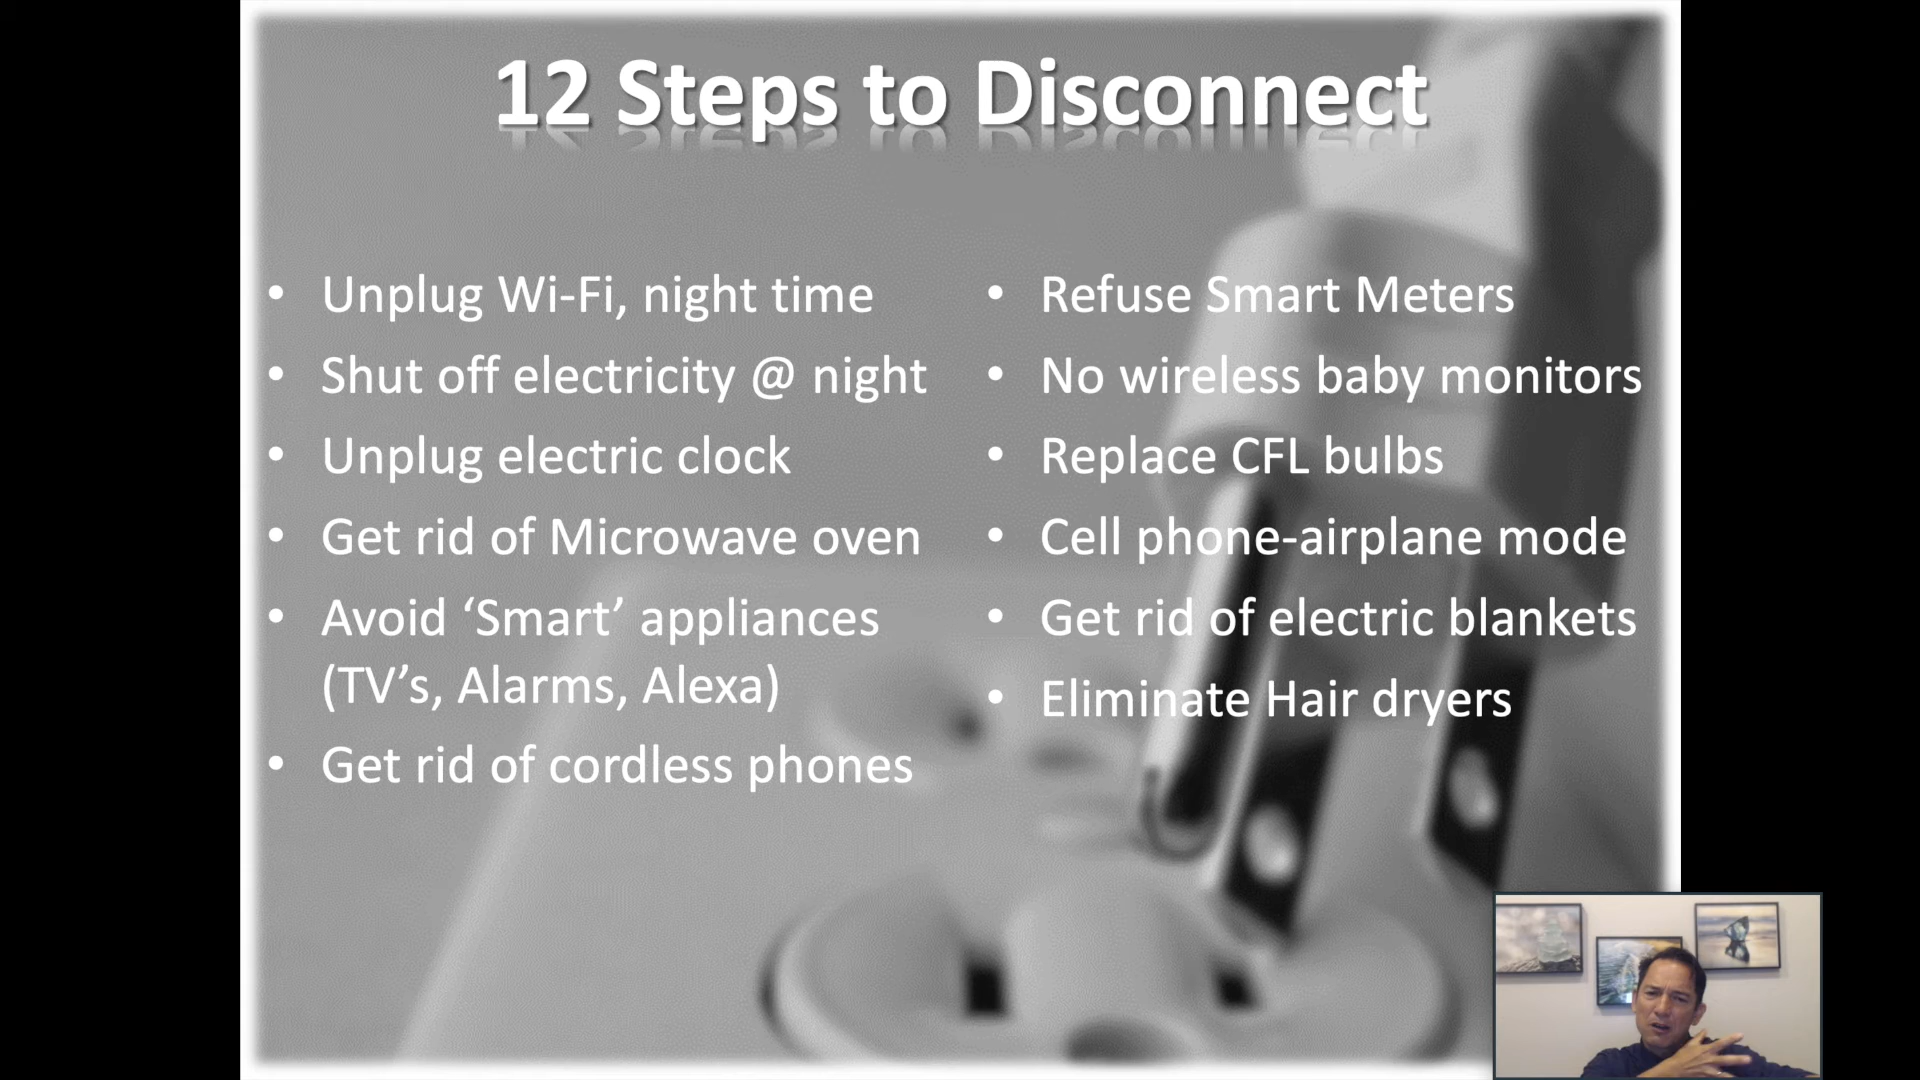 12 Steps to Disconnect
• Unplug Wi-Fi, night time
• Shut off electricity @ night
• Unplug electric clock
• Get rid of Microwave oven
• Avoid ‘Smart’ appliances
(TV’s, Alarms, Alexa)
• Get rid of cordless phones
• Refuse Smart Meters
• No wireless baby monitors
• Replace CFL bulbs
• Cell phone-airplane mode
• Get rid of electric blankets
• Eliminate Hair dryers